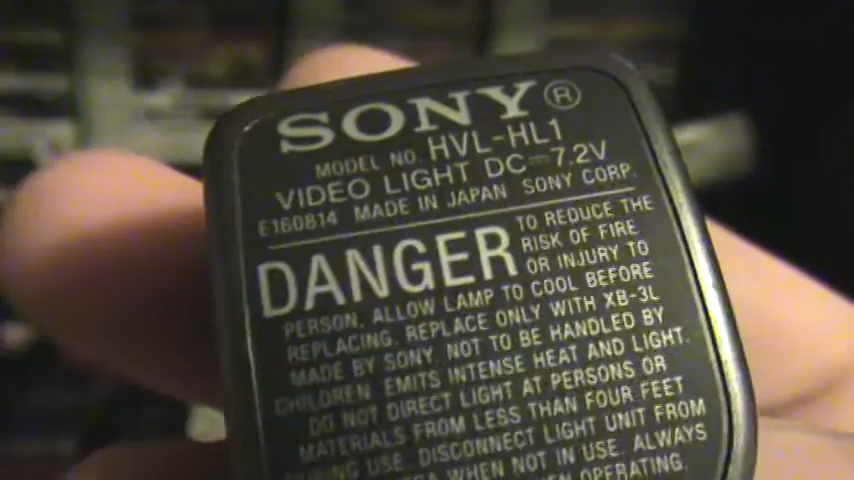 SONY®
MODEL NO. HVL-HL1
VIDEO LIGHT DC⎓7.2V
E160814 MADE IN JAPAN SONY CORP.
DANGER
TO REDUCE THE
RISK OF FIRE
OR INJURY TO
PERSON, ALLOW LAMP TO COOL BEFORE
REPLACING, REPLACE ONLY WITH XB-3L
MADE BY SONY. NOT TO BE HANDLED BY
CHILDREN. EMITS INTENSE HEAT AND LIGHT.
DO NOT DIRECT LIGHT AT PERSONS OR
MATERIALS FROM LESS THAN FOUR FEET
DURING USE. DISCONNECT LIGHT UNIT FROM
WHEN NOT IN USE. ALWAYS
OPERATING.